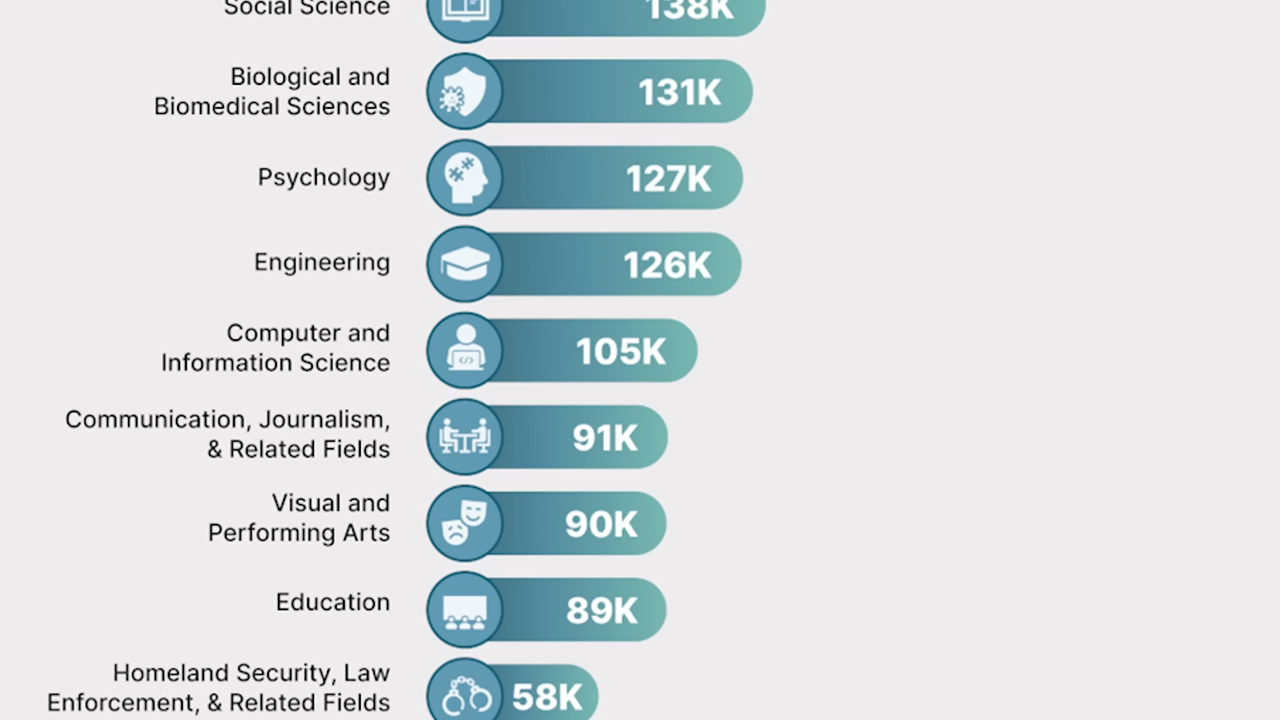 Social Science
138K
Biological and
Biomedical Sciences
131K
Psychology
127K
Engineering
126K
Computer and
Information Science
105K
</>
Communication, Journalism,
& Related Fields
91K
Visual and
Performing Arts
90K
Education
89K
Homeland Security, Law
Enforcement, & Related Fields
58K